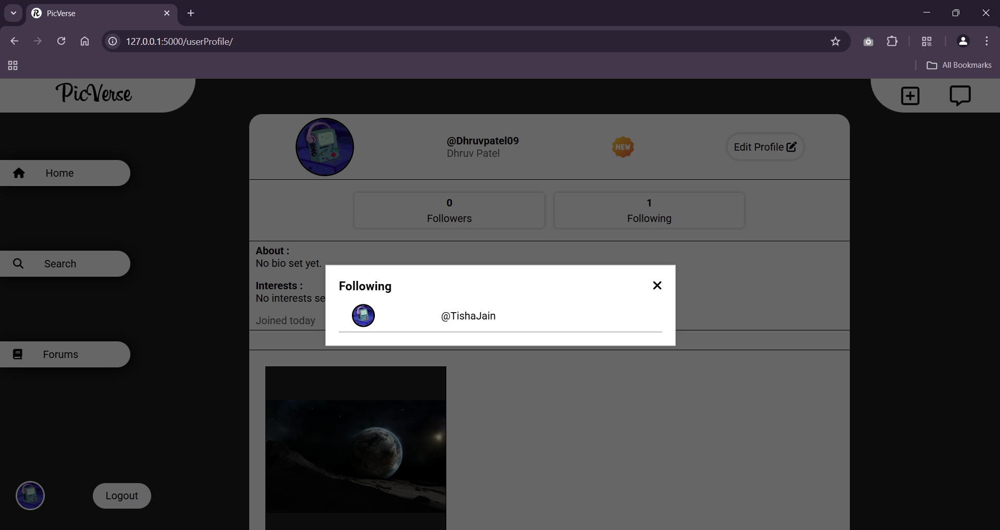 PicVerse
127.0.0.1:5000/userProfile/
All Bookmarks
PicVerse
@Dhruvpatel09
Dhruv Patel
NEW
Edit Profile
Home
0
Followers
1
Following
About :
No bio set yet.
Search
Interests :
No interests se
Joined today
Following
@TishaJain
Forums
Logout